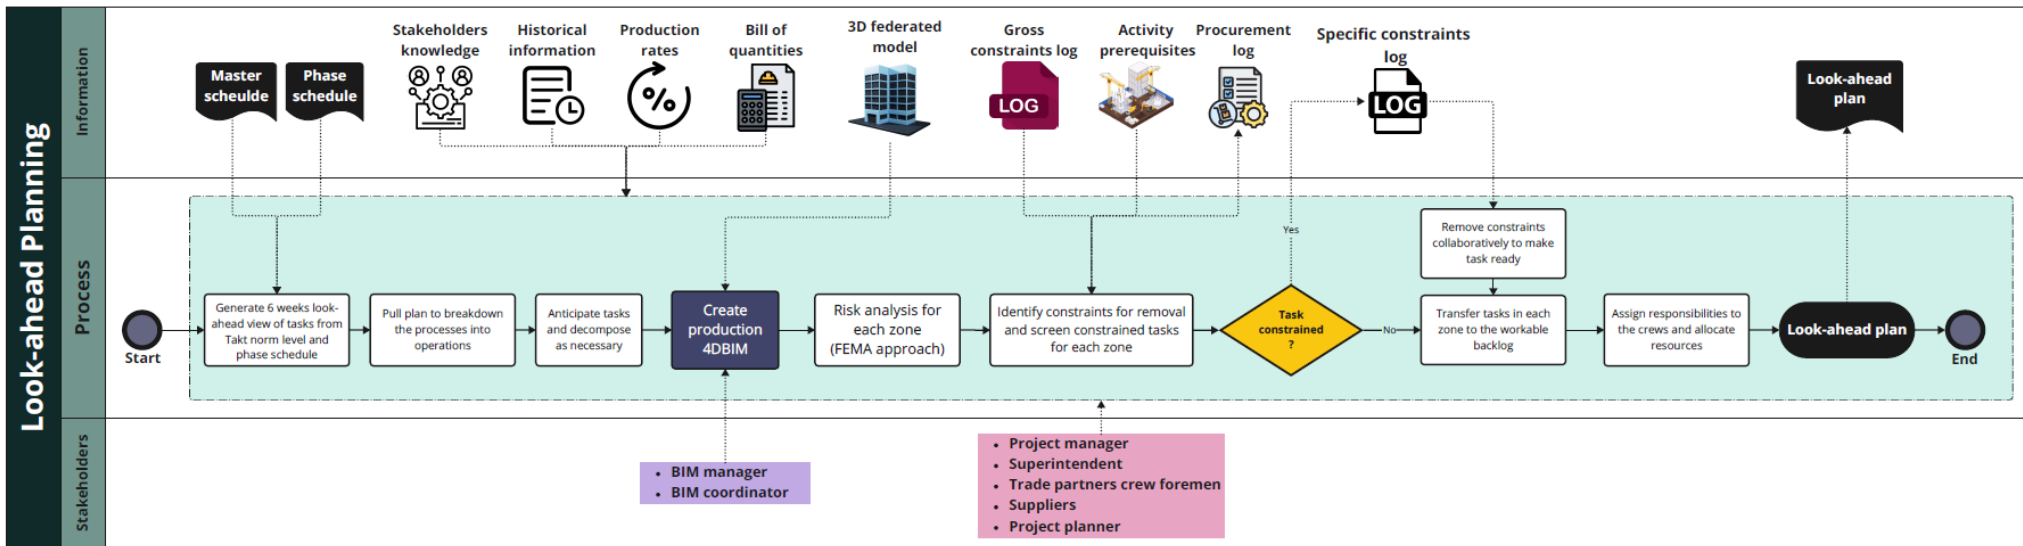 Look-ahead Planning
Information
Master
scheulde
Phase
schedule
Stakeholders
knowledge
Historical
information
Production
rates
Bill of
quantities
3D federated
model
Gross
constraints log
LOG
Activity
prerequisites
Procurement
log
Specific constraints
log
LOG
Look-ahead
plan
Process
Start
Generate 6 weeks look-
ahead view of tasks from
Takt norm level and
phase schedule
Pull plan to breakdown
the processes into
operations
Anticipate tasks
and decompose
as necessary
Create
production
4DBIM
Risk analysis for
each zone
(FEMA approach)
Identify constraints for removal
and screen constrained tasks
for each zone
Task
constrained
?
Yes
No
Remove constraints
collaboratively to make
task ready
Transfer tasks in each
zone to the workable
backlog
Assign responsibilities to
the crews and allocate
resources
Look-ahead plan
End
Stakeholders
• BIM manager
• BIM coordinator
• Project manager
• Superintendent
• Trade partners crew foremen
• Suppliers
• Project planner